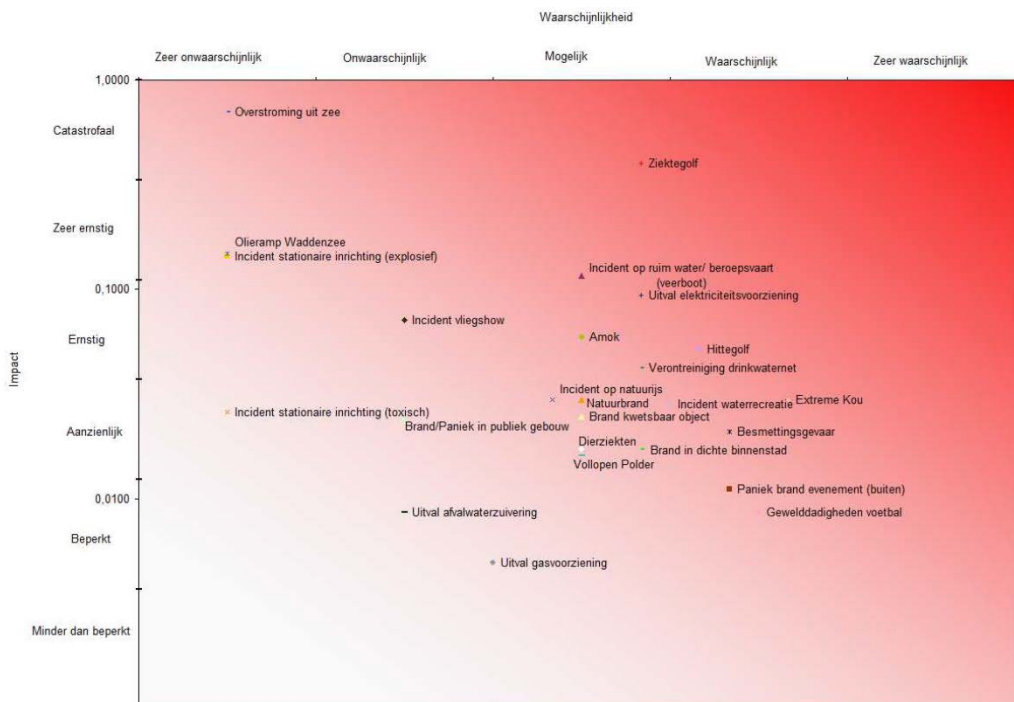 Waarschijnlijkheid
Zeer onwaarschijnlijk
Onwaarschijnlijk
Mogelijk
Waarschijnlijk
Zeer waarschijnlijk
1,0000
Overstroming uit zee
Catastrofaal
Ziektegolf
Zeer ernstig
Olieramp Waddenzee
Incident stationaire inrichting (explosief)
Incident op ruim water/ beroepsvaart
(veerboot)
0,1000
Uitval elektriciteitsvoorziening
Incident vliegshow
Ernstig
Amok
Hittegolf
Impact
Verontreiniging drinkwaternet
Incident op natuurijs
Natuurbrand
Incident waterrecreatie
Extreme Kou
Incident stationaire inrichting (toxisch)
Brand kwetsbaar object
Brand/Paniek in publiek gebouw
Aanzienlijk
Besmettingsgevaar
Dierziekten
Brand in dichte binnenstad
Vollopen Polder
Paniek brand evenement (buiten)
0,0100
Uitval afvalwaterzuivering
Gewelddadigheden voetbal
Beperkt
Uitval gasvoorziening
Minder dan beperkt